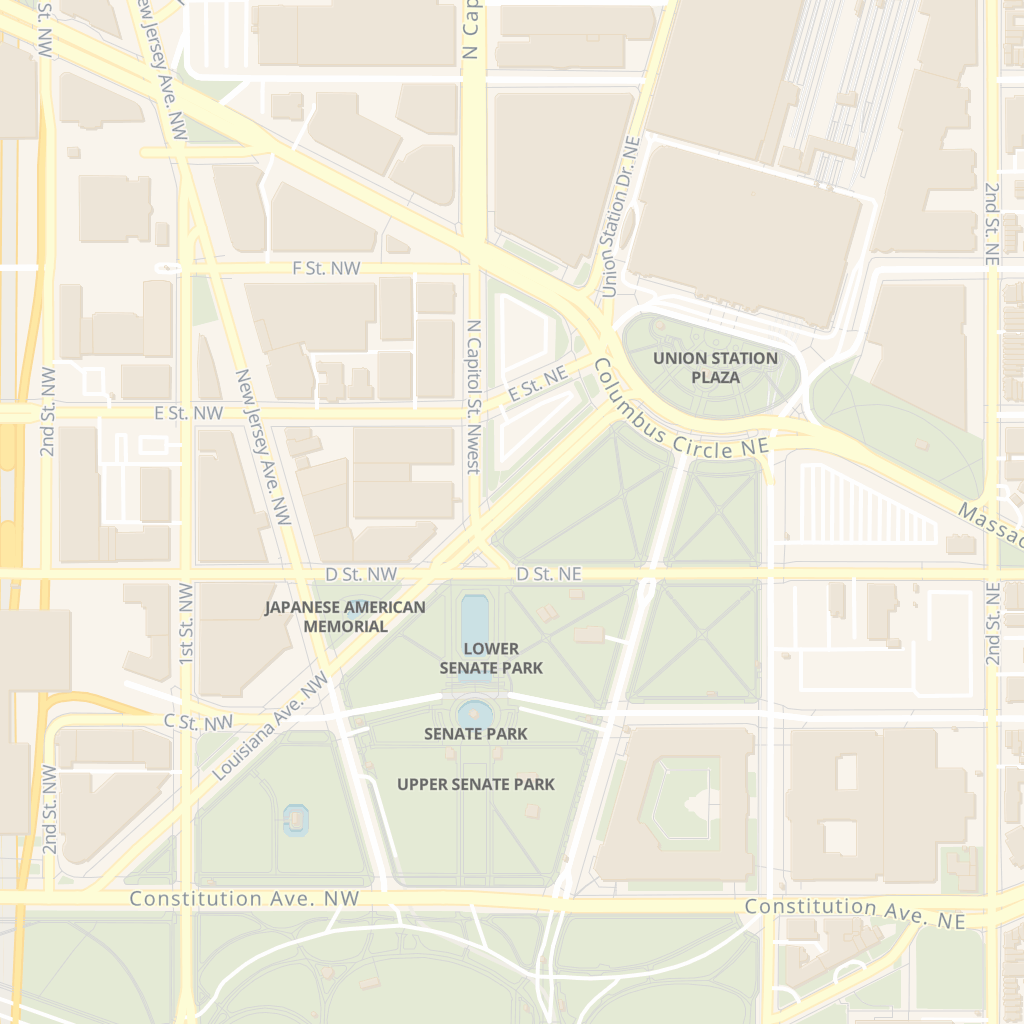 St. NW
New Jersey Ave. NW
N Cap
Union Station Dr. NE
2nd St. NE
F St. NW
UNION STATION
PLAZA
N Capitol St. Nwest
E St. NE
Columbus Circle NE
2nd St. NW
E St. NW
New Jersey Ave. NW
Massac
D St. NW
D St. NE
JAPANESE AMERICAN
MEMORIAL
1st St. NW
2nd St. NE
LOWER
SENATE PARK
C St. NW
Louisiana Ave. NW
SENATE PARK
UPPER SENATE PARK
2nd St. NW
Constitution Ave. NW
Constitution Ave. NE